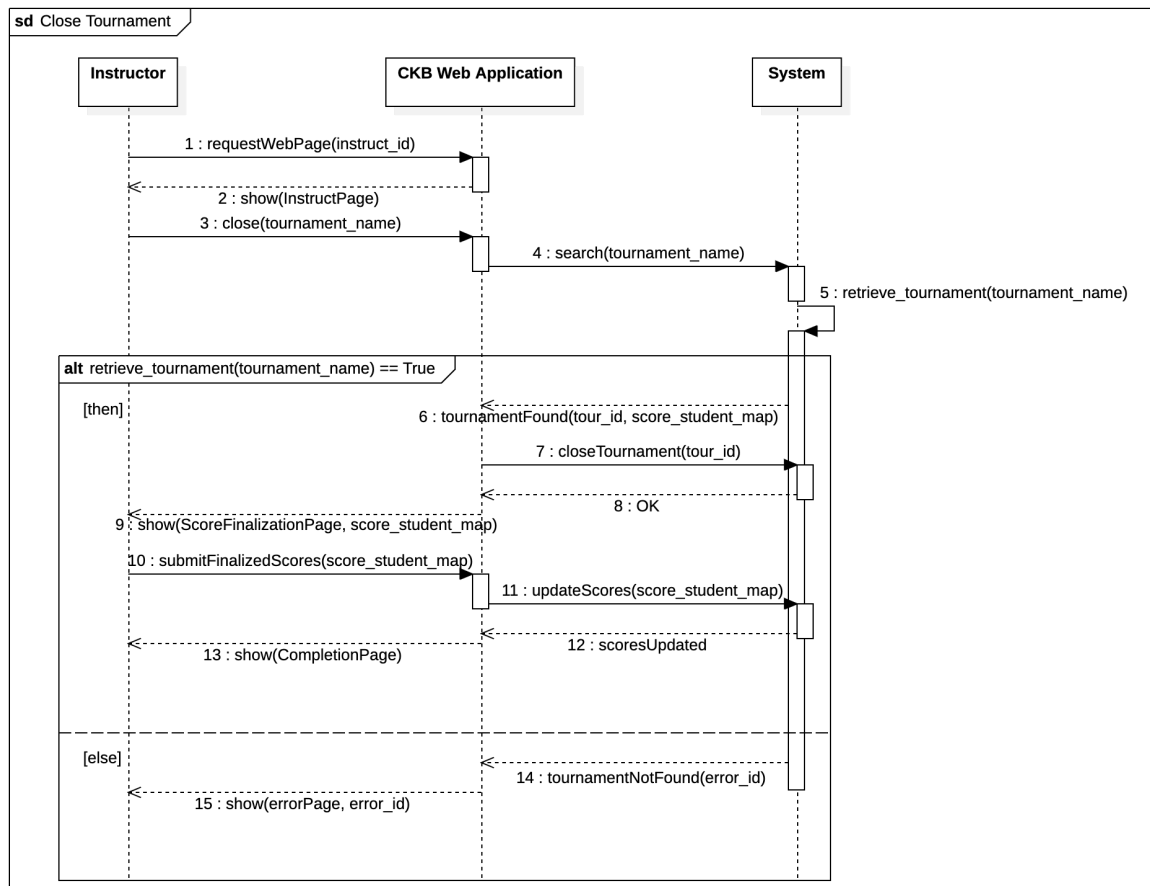 sd Close Tournament
Instructor
CKB Web Application
System
1 : requestWebPage(instruct_id)
2 : show(InstructPage)
3 : close(tournament_name)
4 : search(tournament_name)
5 : retrieve_tournament(tournament_name)
alt retrieve_tournament(tournament_name) == True
[then]
6 : tournamentFound(tour_id, score_student_map)
7 : closeTournament(tour_id)
8 : OK
9 : show(ScoreFinalizationPage, score_student_map)
10 : submitFinalizedScores(score_student_map)
11 : updateScores(score_student_map)
12 : scoresUpdated
13 : show(CompletionPage)
[else]
14 : tournamentNotFound(error_id)
15 : show(errorPage, error_id)